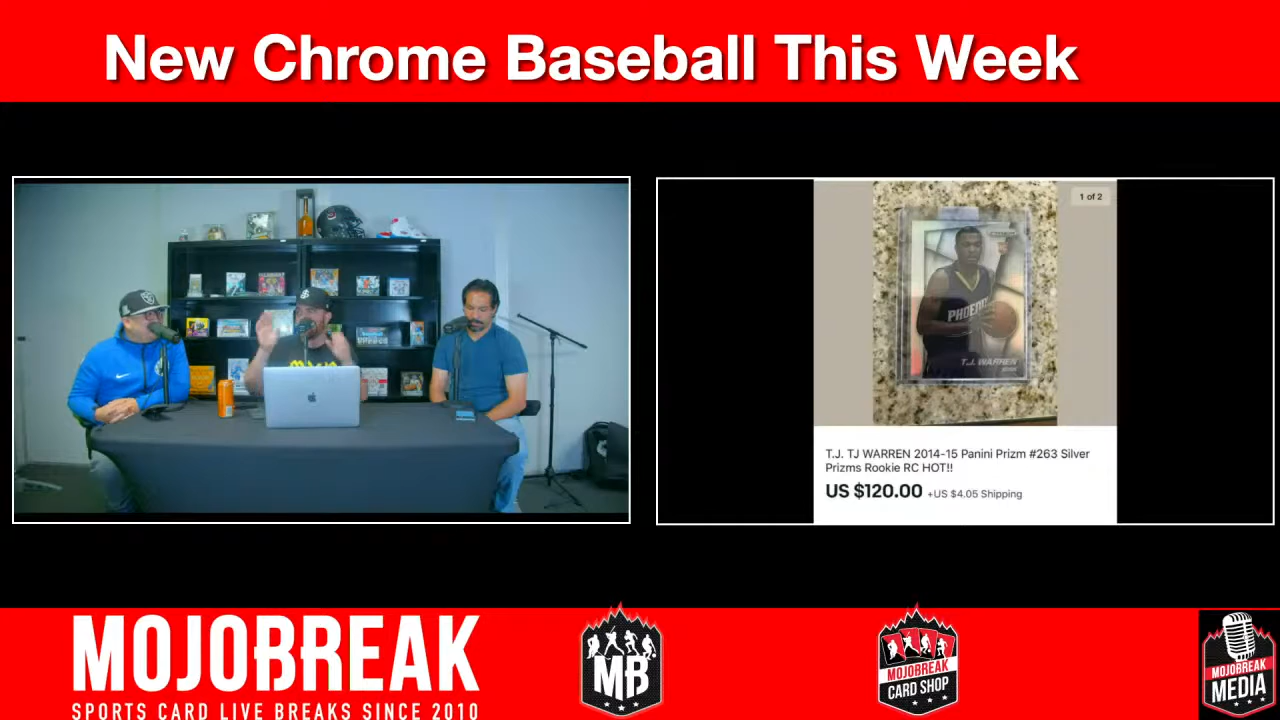 New Chrome Baseball This Week
1 of 2
PHOENIX
T.J. WARREN
T.J. TJ WARREN 2014-15 Panini Prizm #263 Silver
Prizms Rookie RC HOT!!
US $120.00 +US $4.05 Shipping
MOJOBREAK
SPORTS CARD LIVE BREAKS SINCE 2010
MB
MOJOBREAK
CARD SHOP
MOJOBREAK
MEDIA